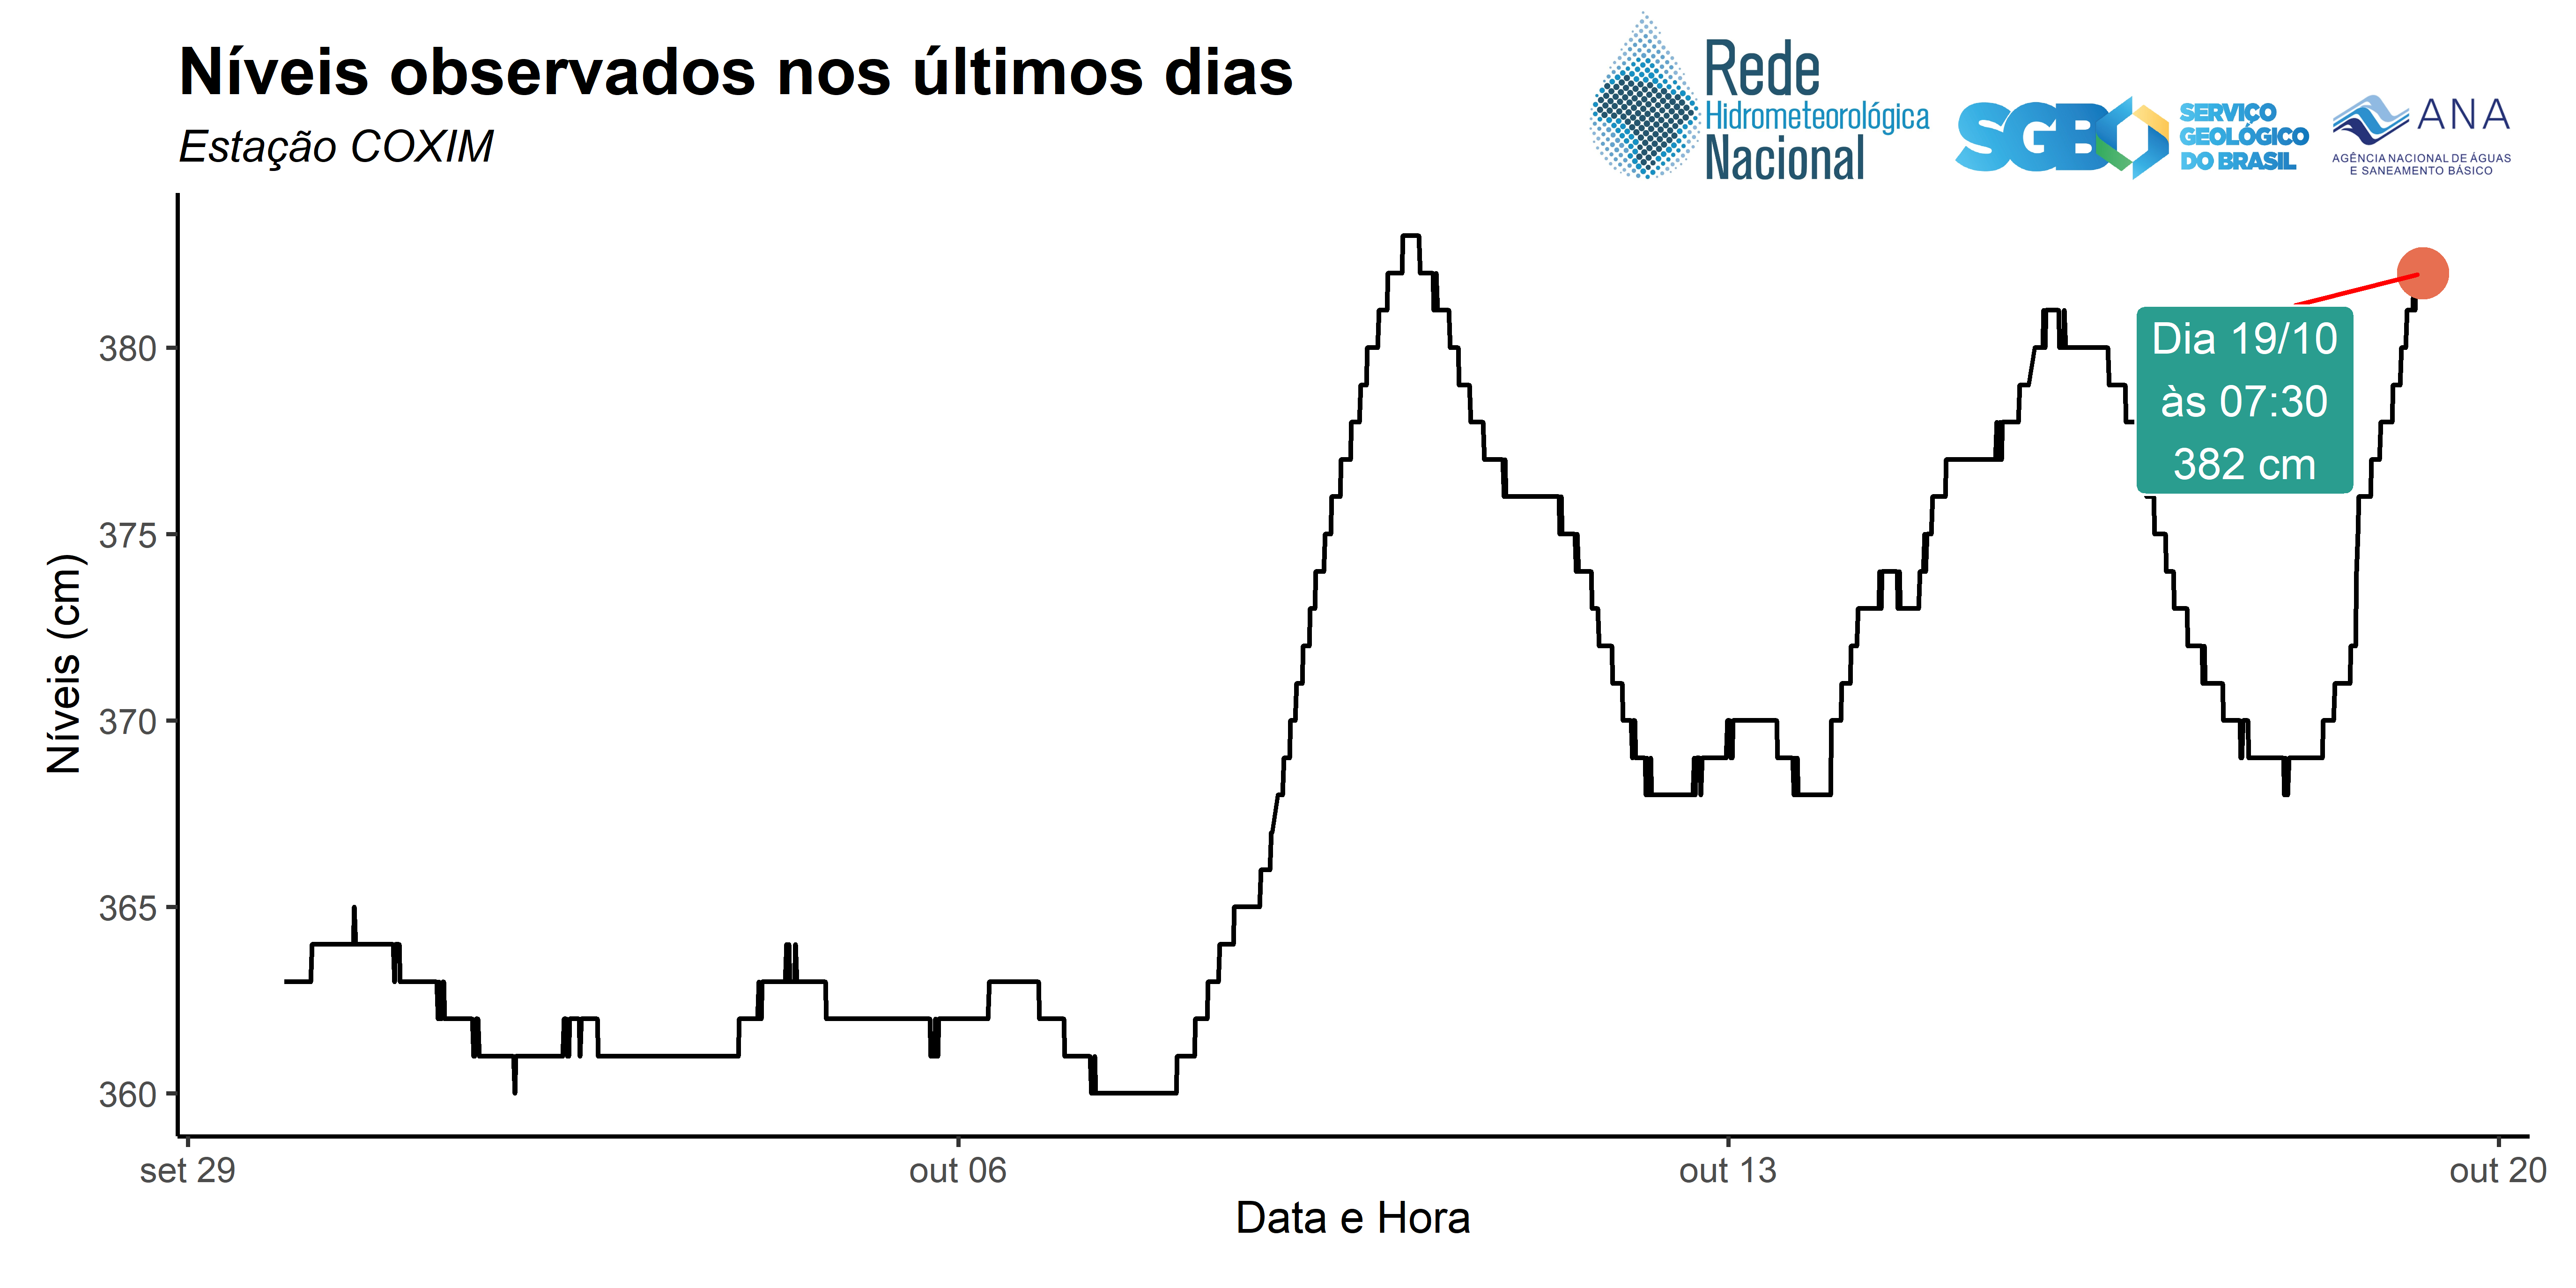 Níveis observados nos últimos dias
Estação COXIM
Rede
Hidrometeorológica
Nacional
SGB
SERVIÇO
GEOLÓGICO
DO BRASIL
ANA
AGÊNCIA NACIONAL DE ÁGUAS
E SANEAMENTO BÁSICO
Níveis (cm)
380
375
370
365
360
Dia 19/10
às 07:30
382 cm
set 29
out 06
out 13
out 20
Data e Hora